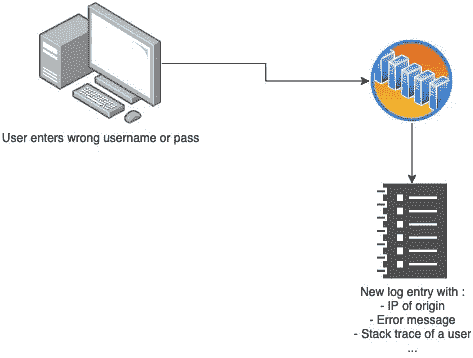 User enters wrong username or pass
New log entry with :
- IP of origin
- Error message
- Stack trace of a user
...